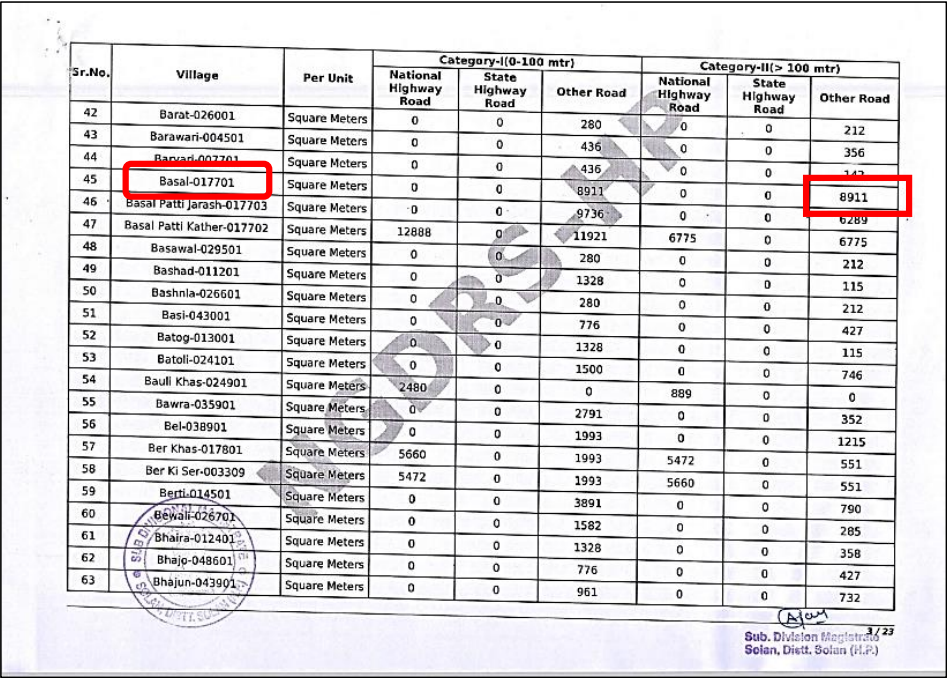 Sr.No. Village Per Unit Category-I(0-100 mtr) Category-II(> 100 mtr)
National Highway Road State Highway Road Other Road National Highway Road State Highway Road Other Road
42 Barat-026001 Square Meters 0 0 280 0 0 212
43 Barawari-004501 Square Meters 0 0 436 0 0 356
44 Barvari-007701 Square Meters 0 0 436 0 0 142
45 Basal-017701 Square Meters 0 0 8911 0 0 8911
46 Basal Patti Jarash-017703 Square Meters 0 0 9736 0 0 6289
47 Basal Patti Kather-017702 Square Meters 12888 0 11921 6775 0 6775
48 Basawal-029501 Square Meters 0 0 280 0 0 212
49 Bashad-011201 Square Meters 0 0 1328 0 0 115
50 Bashnla-026601 Square Meters 0 0 280 0 0 212
51 Basi-043001 Square Meters 0 0 776 0 0 427
52 Batog-013001 Square Meters 0 0 1328 0 0 115
53 Batoli-024101 Square Meters 0 0 1500 0 0 746
54 Bauli Khas-024901 Square Meters 2480 0 0 889 0 0
55 Bawra-035901 Square Meters 0 0 2791 0 0 352
56 Bel-038901 Square Meters 0 0 1993 0 0 1215
57 Ber Khas-017801 Square Meters 5660 0 1993 5472 0 551
58 Ber Ki Ser-003309 Square Meters 5472 0 1993 5660 0 551
59 Berti-014501 Square Meters 0 0 3891 0 0 790
60 Bewali-026701 Square Meters 0 0 1582 0 0 285
61 Bhaira-012401 Square Meters 0 0 1328 0 0 358
62 Bhajo-048601 Square Meters 0 0 776 0 0 427
63 Bhajun-043901 Square Meters 0 0 961 0 0 732
NGDRS-HP
SUB DIVISIONAL MAGISTRATE
SOLAN, DISTT. SOLAN
Ajay
3/23
Sub. Division Magistrate
Solan, Distt. Solan (H.P.)